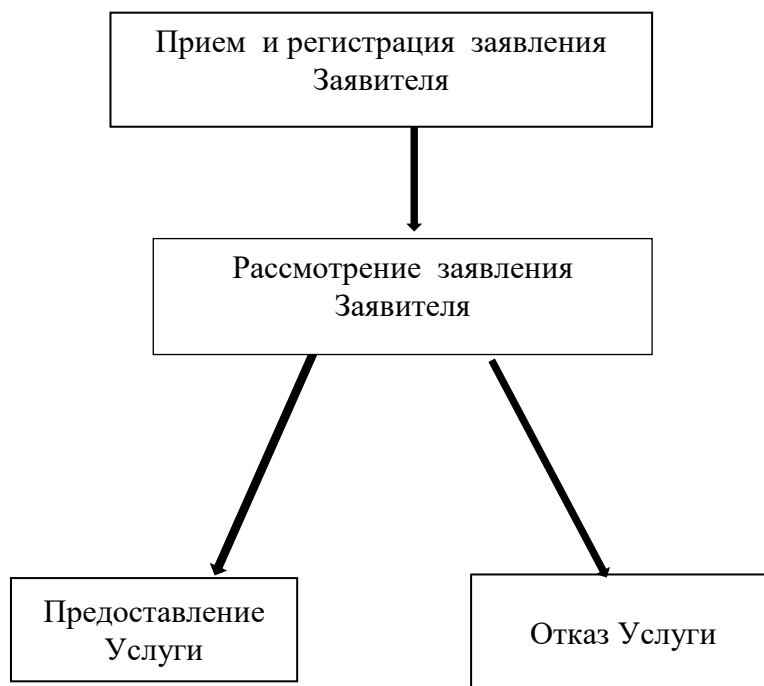 Прием и регистрация заявления
Заявителя
Рассмотрение заявления
Заявителя
Предоставление
Услуги
Отказ Услуги